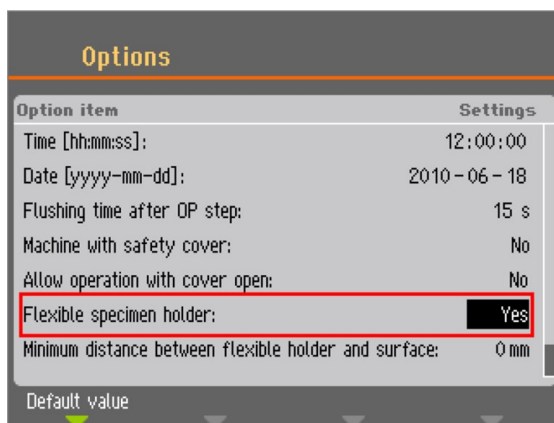 Options
Option item Settings
Time [hh:mm:ss]: 12:00:00
Date [yyyy-mm-dd]: 2010-06-18
Flushing time after OP step: 15 s
Machine with safety cover: No
Allow operation with cover open: No
Flexible specimen holder: Yes
Minimum distance between flexible holder and surface: 0 mm
Default value